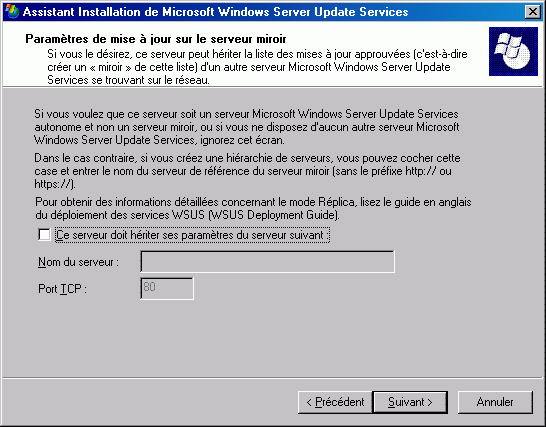 Assistant Installation de Microsoft Windows Server Update Services
Paramètres de mise à jour sur le serveur miroir
Si vous le désirez, ce serveur peut hériter la liste des mises à jour approuvées (c'est-à-dire
créer un « miroir » de cette liste) d'un autre serveur Microsoft Windows Server Update
Services se trouvant sur le réseau.
Si vous voulez que ce serveur soit un serveur Microsoft Windows Server Update Services
autonome et non un serveur miroir, ou si vous ne disposez d'aucun autre serveur Microsoft
Windows Server Update Services, ignorez cet écran.
Dans le cas contraire, si vous créez une hiérarchie de serveurs, vous pouvez cocher cette
case et entrer le nom du serveur de référence du serveur miroir (sans le préfixe http:// ou
https://).
Pour obtenir des informations détaillées concernant le mode Réplica, lisez le guide en anglais
du déploiement des services WSUS (WSUS Deployment Guide).
Ce serveur doit hériter ses paramètres du serveur suivant :
Nom du serveur :
Port TCP : 80
< Précédent Suivant > Annuler